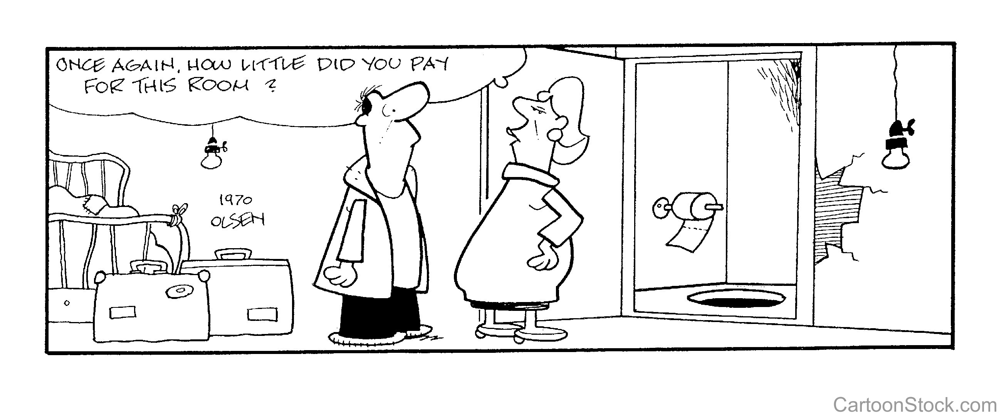 ONCE AGAIN, HOW LITTLE DID YOU PAY
FOR THIS ROOM ?
1970
OLSEN
CartoonStock.com